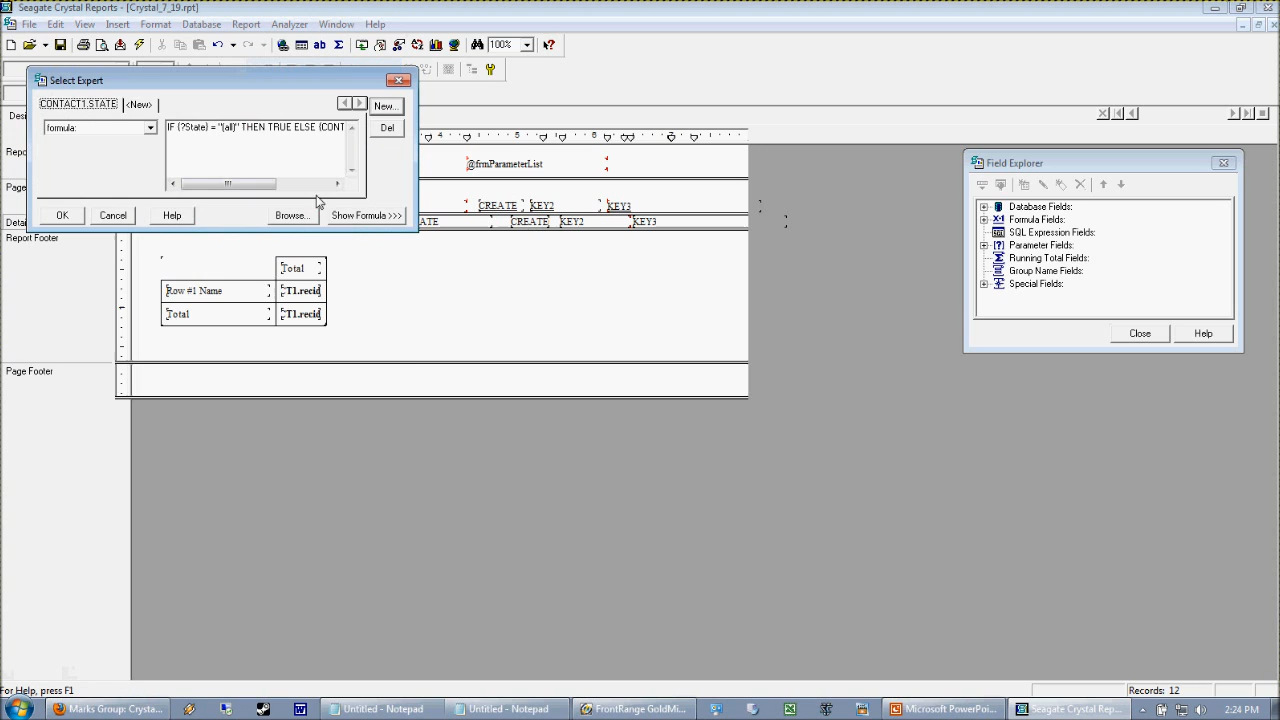 Seagate Crystal Reports - [Crystal_7_19.rpt]
File Edit View Insert Format Database Report Analyzer Window Help
100%
Select Expert
CONTACT1.STATE <New>
New...
formula:
IF {?State} = "(all)" THEN TRUE ELSE {CONT
Del
OK Cancel Help Browse... Show Formula >>>
4 5 6 7
@frmParameterList
CREATE KEY2 KEY3
ATE CREATE KEY2 KEY3
Report Footer
Total
Row #1 Name T1.recid
Total T1.recid
Page Footer
Field Explorer
Database Fields:
Formula Fields:
SQL Expression Fields:
Parameter Fields:
Running Total Fields:
Group Name Fields:
Special Fields:
Close Help
For Help, press F1
Records: 12
Marks Group: Crysta...
Untitled - Notepad
Untitled - Notepad
FrontRange GoldMi...
Microsoft PowerPoi...
Seagate Crystal Rep...
2:24 PM